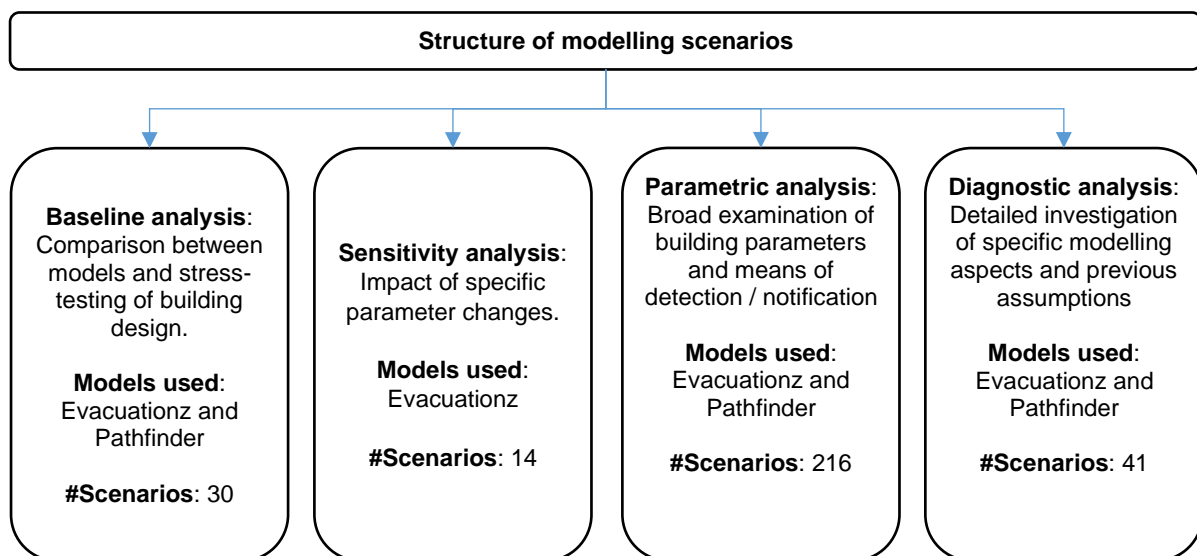 Structure of modelling scenarios
Baseline analysis:
Comparison between
models and stress-
testing of building
design.
Models used:
Evacuationz and
Pathfinder
#Scenarios: 30
Sensitivity analysis:
Impact of specific
parameter changes.
Models used:
Evacuationz
#Scenarios: 14
Parametric analysis:
Broad examination of
building parameters
and means of
detection / notification
Models used:
Evacuationz and
Pathfinder
#Scenarios: 216
Diagnostic analysis:
Detailed investigation
of specific modelling
aspects and previous
assumptions
Models used:
Evacuationz and
Pathfinder
#Scenarios: 41